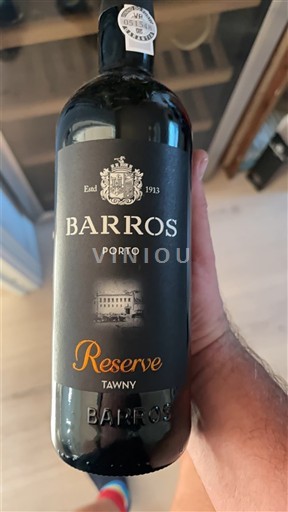 Estd 1913
BARROS
PORTO
VINIOU
Reserve
TAWNY
BARROS